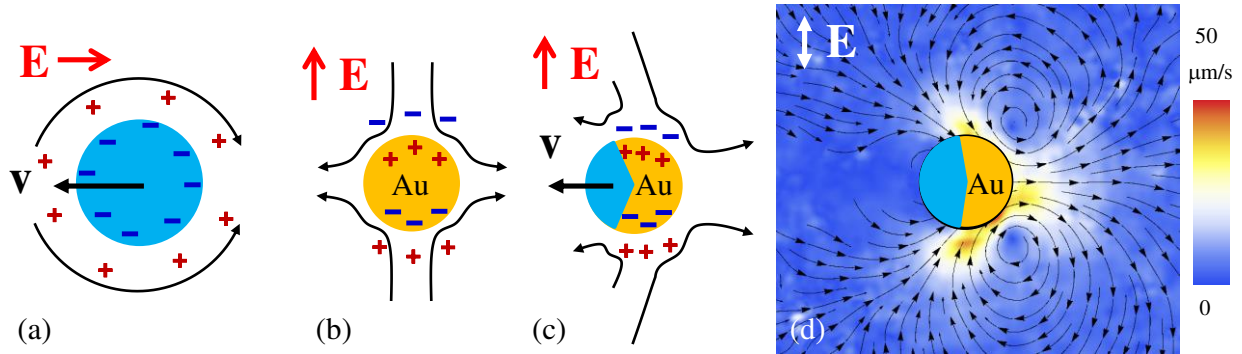 E
+ + + + + + + +
− − − − − − − −
v
(a)
E
− − −
+ + +
Au
− − −
+ + +
(b)
E
− − −
+ + +
v
Au
− − −
+ + +
(c)
E
Au
(d)
50
μm/s
0